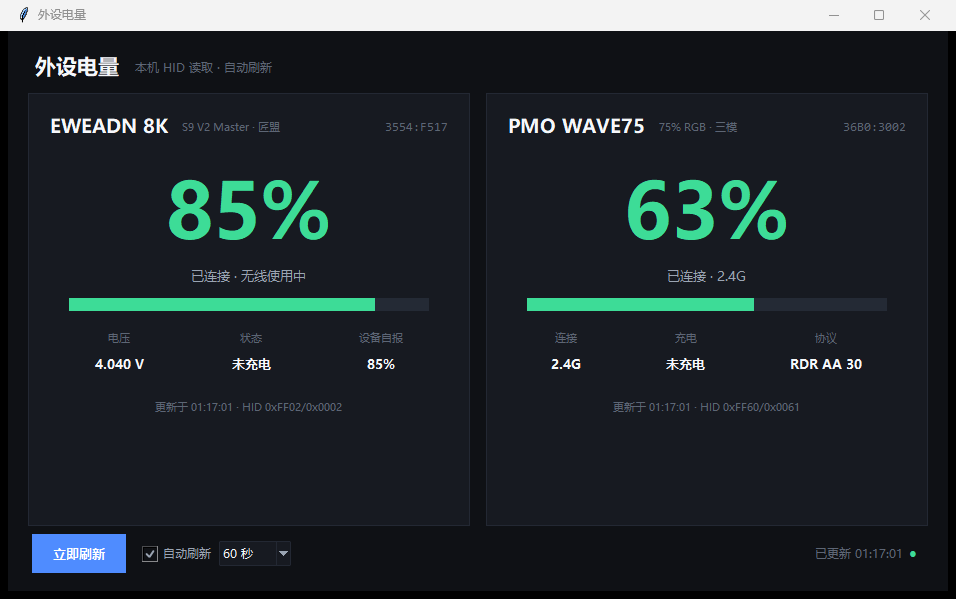 外设电量
外设电量 本机 HID 读取 · 自动刷新
EWEADN 8K S9 V2 Master · 匠盟 3554:F517
85%
已连接 · 无线使用中
电压 状态 设备自报
4.040 V 未充电 85%
更新于 01:17:01 · HID 0xFF02/0x0002
PMO WAVE75 75% RGB · 三模 36B0:3002
63%
已连接 · 2.4G
连接 充电 协议
2.4G 未充电 RDR AA 30
更新于 01:17:01 · HID 0xFF60/0x0061
立即刷新 自动刷新 60 秒 已更新 01:17:01